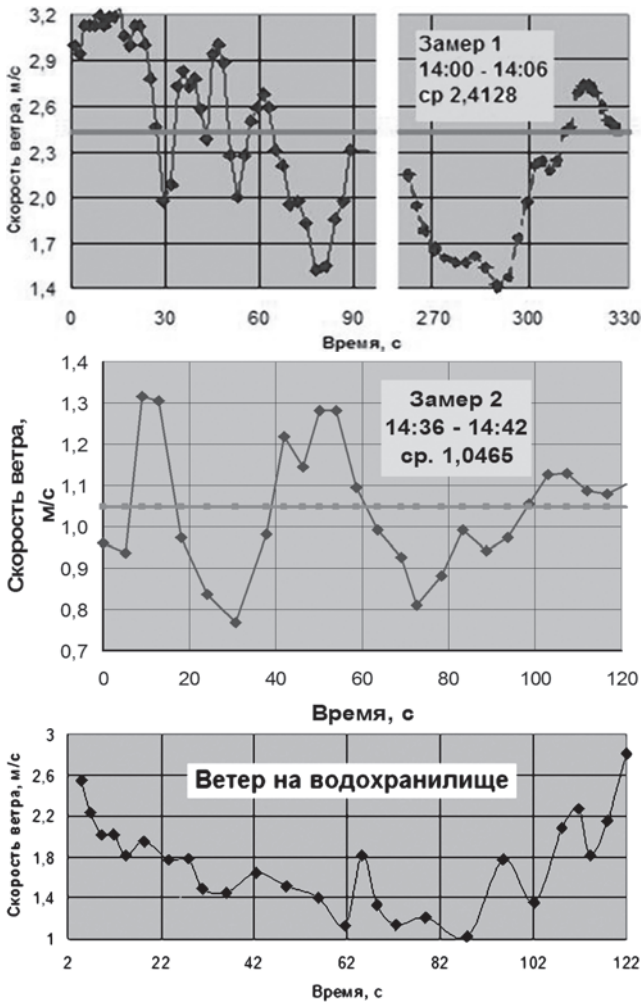 Скорость ветра, м/с
3,2
2,9
2,6
2,3
2,0
1,7
1,4
Замер 1
14:00 - 14:06
ср 2,4128
0 30 60 90 270 300 330
Время, с
Скорость ветра,
м/с
1,4
1,3
1,2
1,1
1,0
0,9
0,8
0,7
Замер 2
14:36 - 14:42
ср. 1,0465
0 20 40 60 80 100 120
Время, с
Скорость ветра, м/с
3
2,6
2,2
1,8
1,4
1
Ветер на водохранилище
2 22 42 62 82 102 122
Время, с